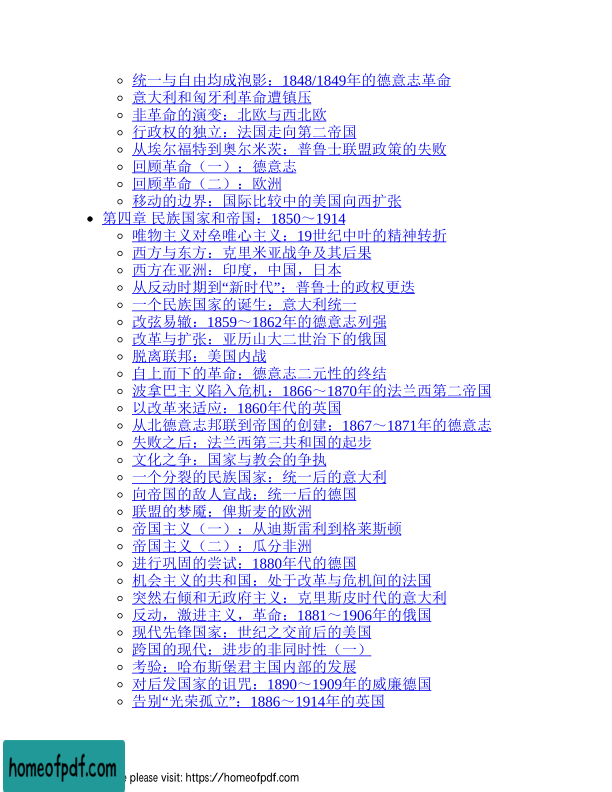 统一与自由均成泡影：1848/1849年的德意志革命
意大利和匈牙利革命遭镇压
非革命的演变：北欧与西北欧
行政权的独立：法国走向第二帝国
从埃尔福特到奥尔米茨：普鲁士联盟政策的失败
回顾革命（一）：德意志
回顾革命（二）：欧洲
移动的边界：国际比较中的美国向西扩张
第四章 民族国家和帝国：1850～1914
唯物主义对垒唯心主义：19世纪中叶的精神转折
西方与东方：克里米亚战争及其后果
西方在亚洲：印度，中国，日本
从反动时期到“新时代”：普鲁士的政权更迭
一个民族国家的诞生：意大利统一
改弦易辙：1859～1862年的德意志列强
改革与扩张：亚历山大二世治下的俄国
脱离联邦：美国内战
自上而下的革命：德意志二元性的终结
波拿巴主义陷入危机：1866～1870年的法兰西第二帝国
以改革来适应：1860年代的英国
从北德意志邦联到帝国的创建：1867～1871年的德意志
失败之后：法兰西第三共和国的起步
文化之争：国家与教会的争执
一个分裂的民族国家：统一后的意大利
向帝国的敌人宣战：统一后的德国
联盟的梦魇：俾斯麦的欧洲
帝国主义（一）：从迪斯雷利到格莱斯顿
帝国主义（二）：瓜分非洲
进行巩固的尝试：1880年代的德国
机会主义的共和国：处于改革与危机间的法国
突然右倾和无政府主义：克里斯皮时代的意大利
反动，激进主义，革命：1881～1906年的俄国
现代先锋国家：世纪之交前后的美国
跨国的现代：进步的非同时性（一）
考验：哈布斯堡君主国内部的发展
对后发国家的诅咒：1890～1909年的威廉德国
告别“光荣孤立”：1886～1914年的英国
homeofpdf.com
please visit: https://homeofpdf.com